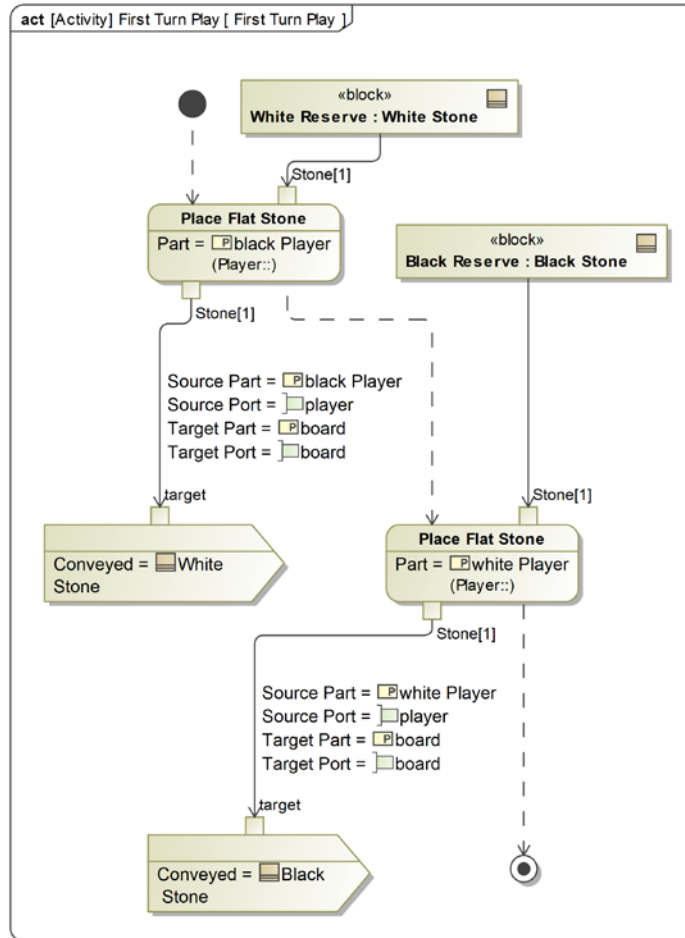 act [Activity] First Turn Play [ First Turn Play ]
«block»
White Reserve : White Stone
Stone[1]
Place Flat Stone
Part = P black Player
(Player::)
Stone[1]
«block»
Black Reserve : Black Stone
Source Part = P black Player
Source Port = player
Target Part = P board
Target Port = board
target
Conveyed = White
Stone
Stone[1]
Place Flat Stone
Part = P white Player
(Player::)
Stone[1]
Source Part = P white Player
Source Port = player
Target Part = P board
Target Port = board
target
Conveyed = Black
Stone